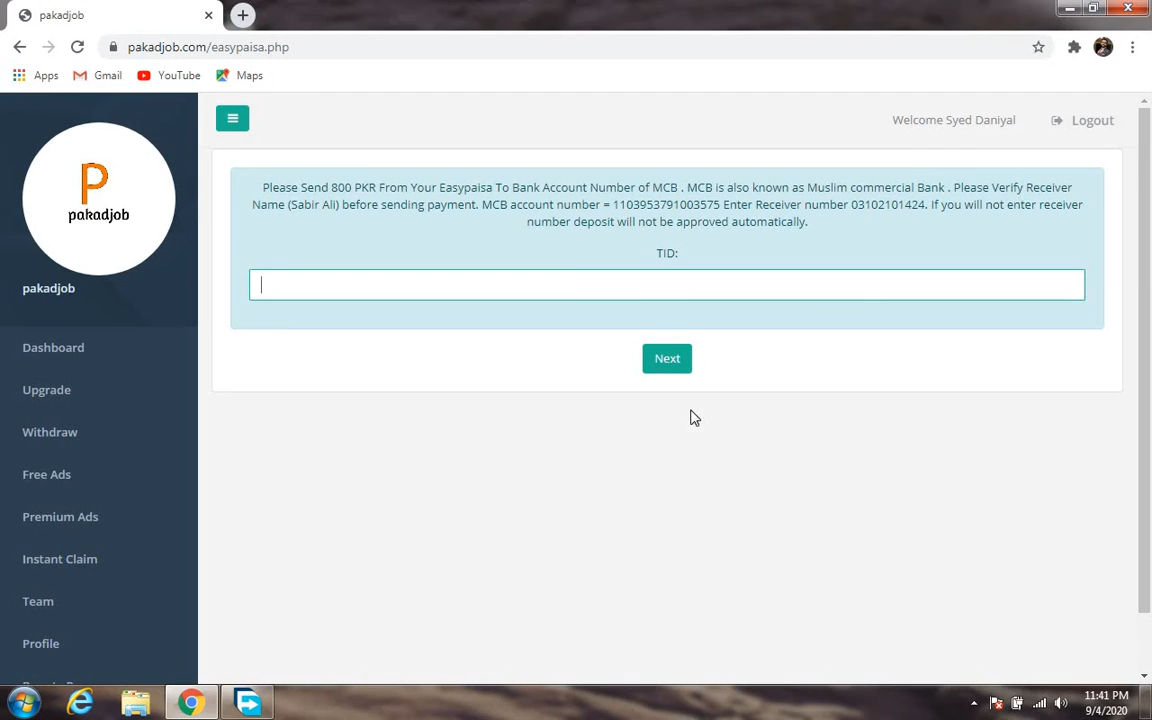 pakadjob
pakadjob.com/easypaisa.php
Apps
Gmail
YouTube
Maps
P
pakadjob
pakadjob
Dashboard
Upgrade
Withdraw
Free Ads
Premium Ads
Instant Claim
Team
Profile
Welcome Syed Daniyal
Logout
Please Send 800 PKR From Your Easypaisa To Bank Account Number of MCB . MCB is also known as Muslim commercial Bank . Please Verify Receiver
Name (Sabir Ali) before sending payment. MCB account number = 1103953791003575 Enter Receiver number 03102101424. If you will not enter receiver
number deposit will not be approved automatically.
TID:
Next
11:41 PM
9/4/2020